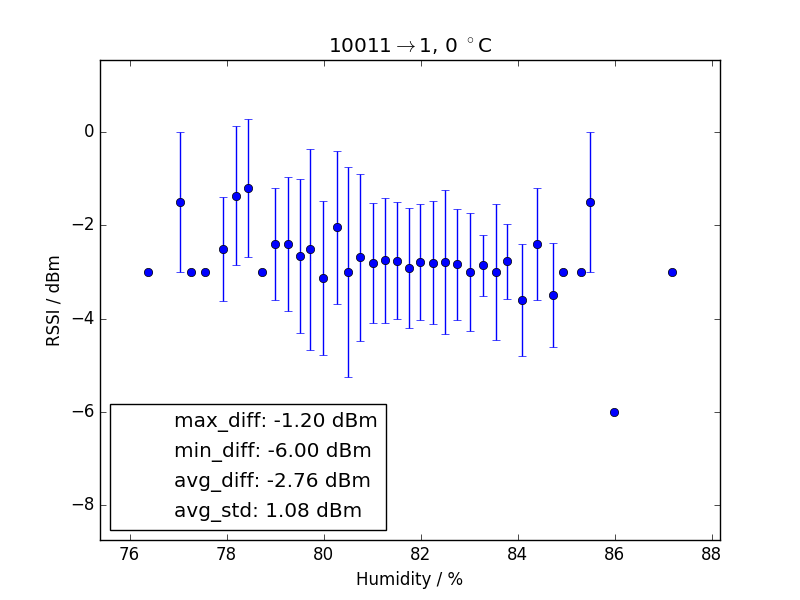 10011→1, 0 °C
RSSI / dBm
0
−2
−4
−6
−8
max_diff: -1.20 dBm
min_diff: -6.00 dBm
avg_diff: -2.76 dBm
avg_std: 1.08 dBm
76 78 80 82 84 86 88
Humidity / %